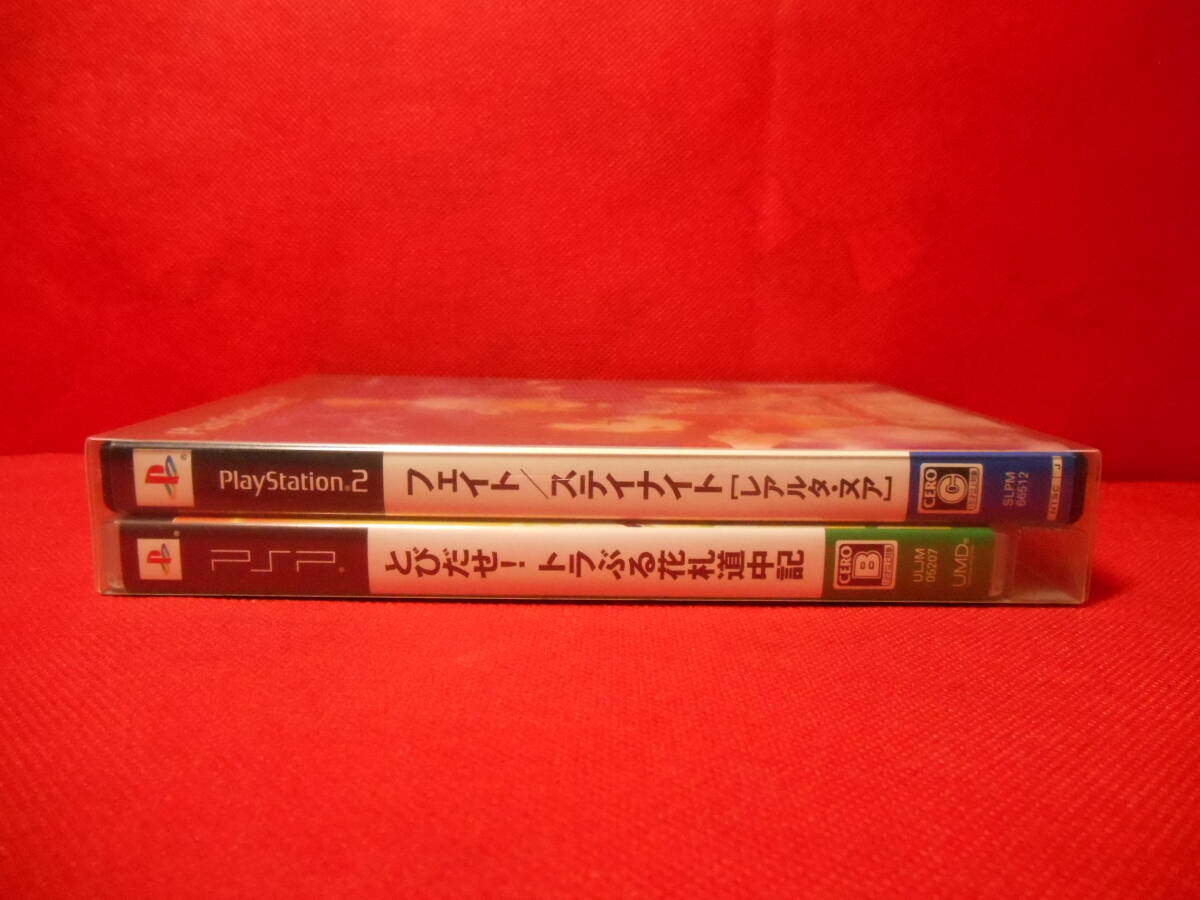 PlayStation®2
フェイト/ステイナイト[レアルタ・ヌア]
CERO
C
SLPM
66512
NTSC J
PSP®
とびだせ! トラぶる花札道中記
CERO
B
ULJM
05207
UMD®